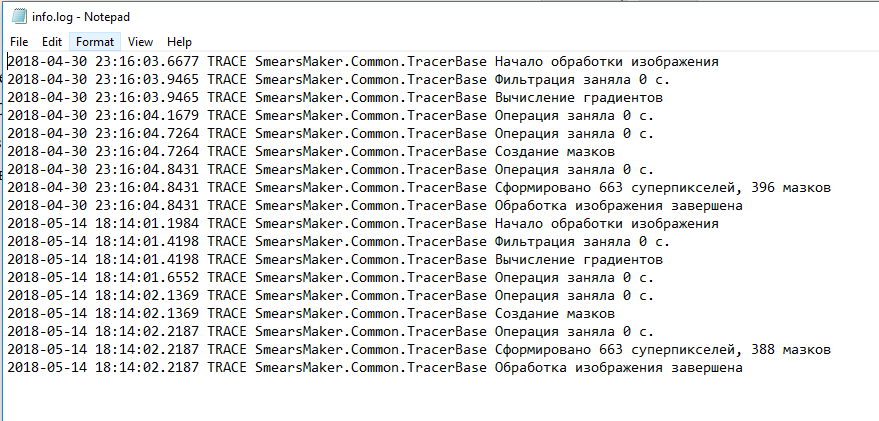 info.log - Notepad
File Edit Format View Help
2018-04-30 23:16:03.6677 TRACE SmearsMaker.Common.TracerBase Начало обработки изображения
2018-04-30 23:16:03.9465 TRACE SmearsMaker.Common.TracerBase Фильтрация заняла 0 с.
2018-04-30 23:16:03.9465 TRACE SmearsMaker.Common.TracerBase Вычисление градиентов
2018-04-30 23:16:04.1679 TRACE SmearsMaker.Common.TracerBase Операция заняла 0 с.
2018-04-30 23:16:04.7264 TRACE SmearsMaker.Common.TracerBase Операция заняла 0 с.
2018-04-30 23:16:04.7264 TRACE SmearsMaker.Common.TracerBase Создание мазков
2018-04-30 23:16:04.8431 TRACE SmearsMaker.Common.TracerBase Операция заняла 0 с.
2018-04-30 23:16:04.8431 TRACE SmearsMaker.Common.TracerBase Сформировано 663 суперпикселей, 396 мазков
2018-04-30 23:16:04.8431 TRACE SmearsMaker.Common.TracerBase Обработка изображения завершена
2018-05-14 18:14:01.1984 TRACE SmearsMaker.Common.TracerBase Начало обработки изображения
2018-05-14 18:14:01.4198 TRACE SmearsMaker.Common.TracerBase Фильтрация заняла 0 с.
2018-05-14 18:14:01.4198 TRACE SmearsMaker.Common.TracerBase Вычисление градиентов
2018-05-14 18:14:01.6552 TRACE SmearsMaker.Common.TracerBase Операция заняла 0 с.
2018-05-14 18:14:02.1369 TRACE SmearsMaker.Common.TracerBase Операция заняла 0 с.
2018-05-14 18:14:02.1369 TRACE SmearsMaker.Common.TracerBase Создание мазков
2018-05-14 18:14:02.2187 TRACE SmearsMaker.Common.TracerBase Операция заняла 0 с.
2018-05-14 18:14:02.2187 TRACE SmearsMaker.Common.TracerBase Сформировано 663 суперпикселей, 388 мазков
2018-05-14 18:14:02.2187 TRACE SmearsMaker.Common.TracerBase Обработка изображения завершена